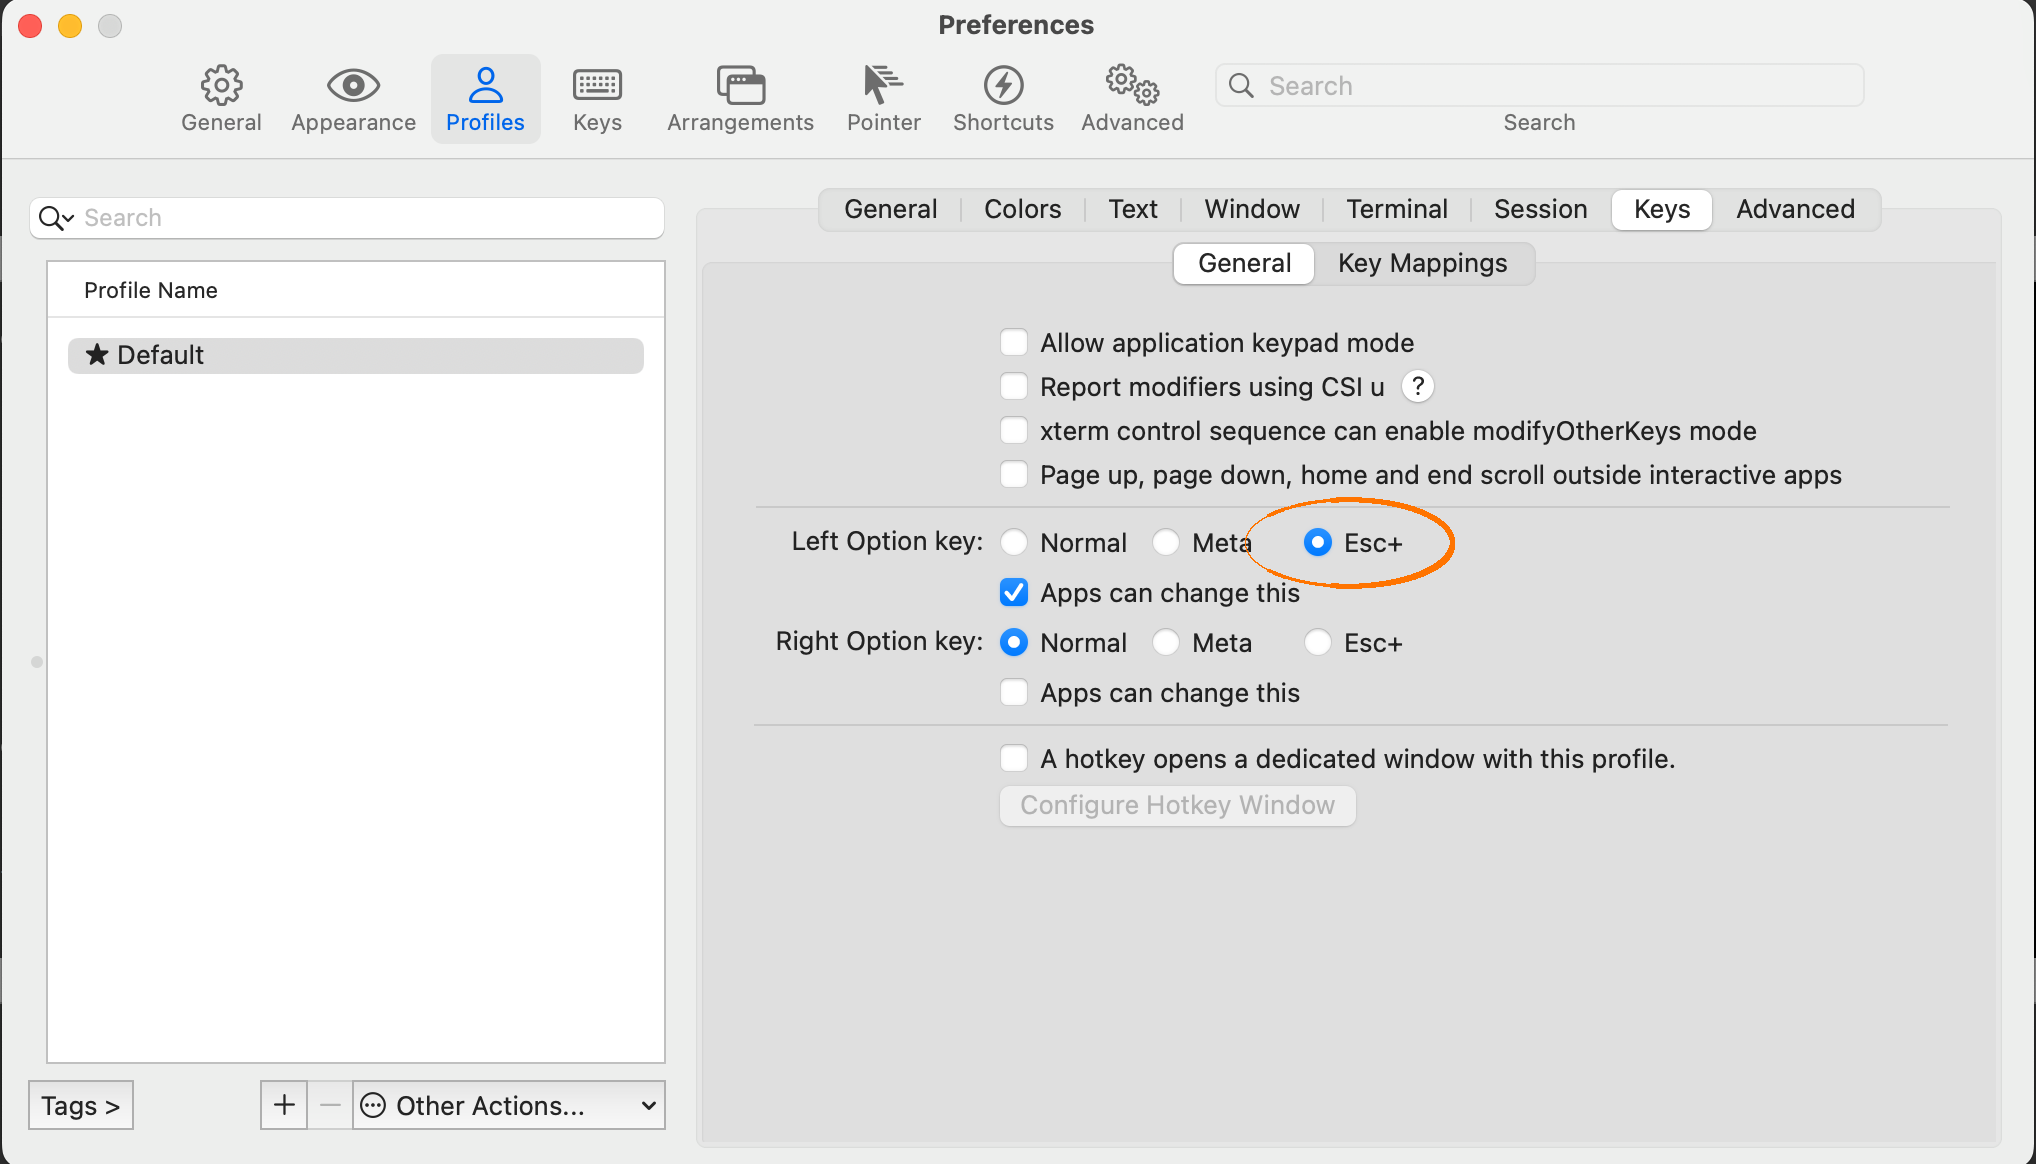 Preferences
General Appearance Profiles Keys Arrangements Pointer Shortcuts Advanced Search
Search
Search
Profile Name
★ Default
Tags >
+ − Other Actions...
General Colors Text Window Terminal Session Keys Advanced
General Key Mappings
Allow application keypad mode
Report modifiers using CSI u ?
xterm control sequence can enable modifyOtherKeys mode
Page up, page down, home and end scroll outside interactive apps
Left Option key: Normal Meta Esc+
Apps can change this
Right Option key: Normal Meta Esc+
Apps can change this
A hotkey opens a dedicated window with this profile.
Configure Hotkey Window